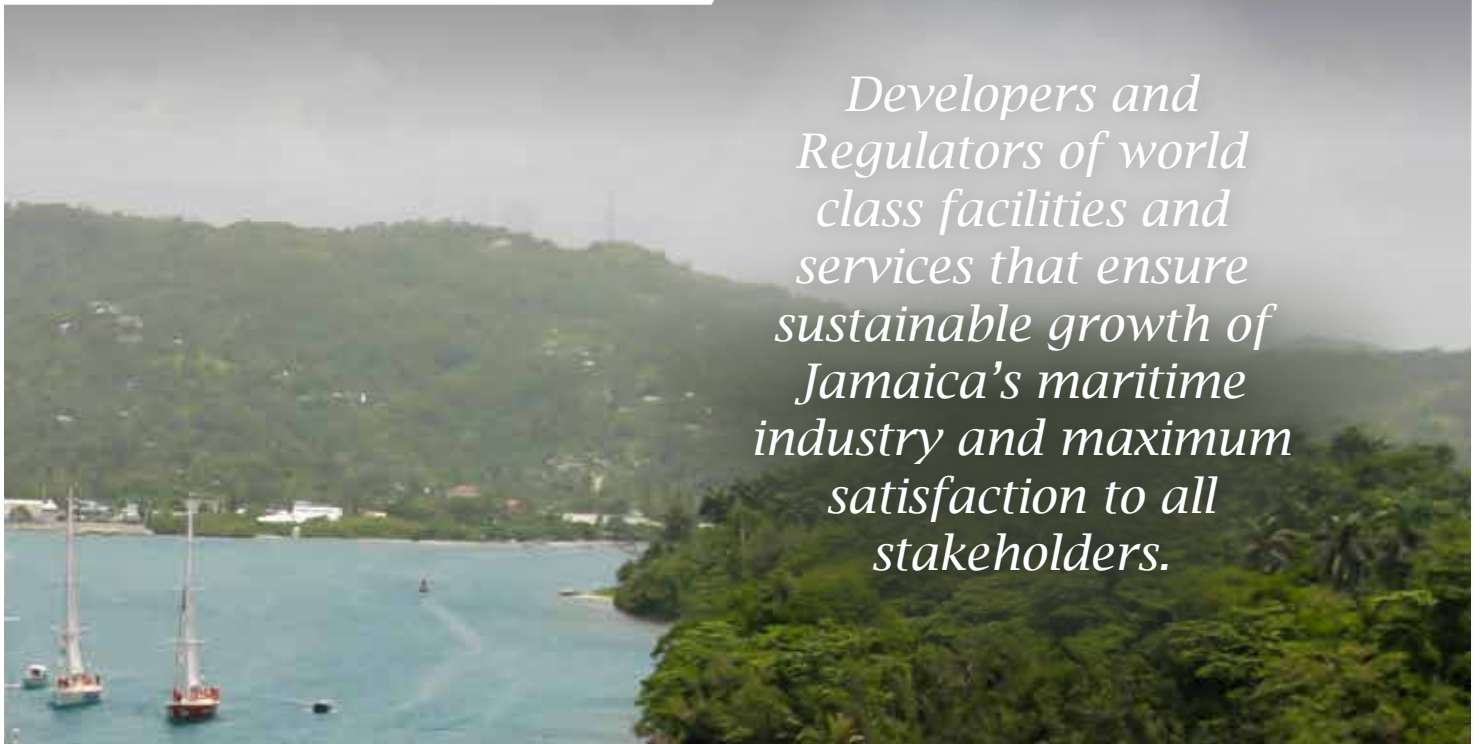 Developers and
Regulators of world
class facilities and
services that ensure
sustainable growth of
Jamaica’s maritime
industry and maximum
satisfaction to all
stakeholders.